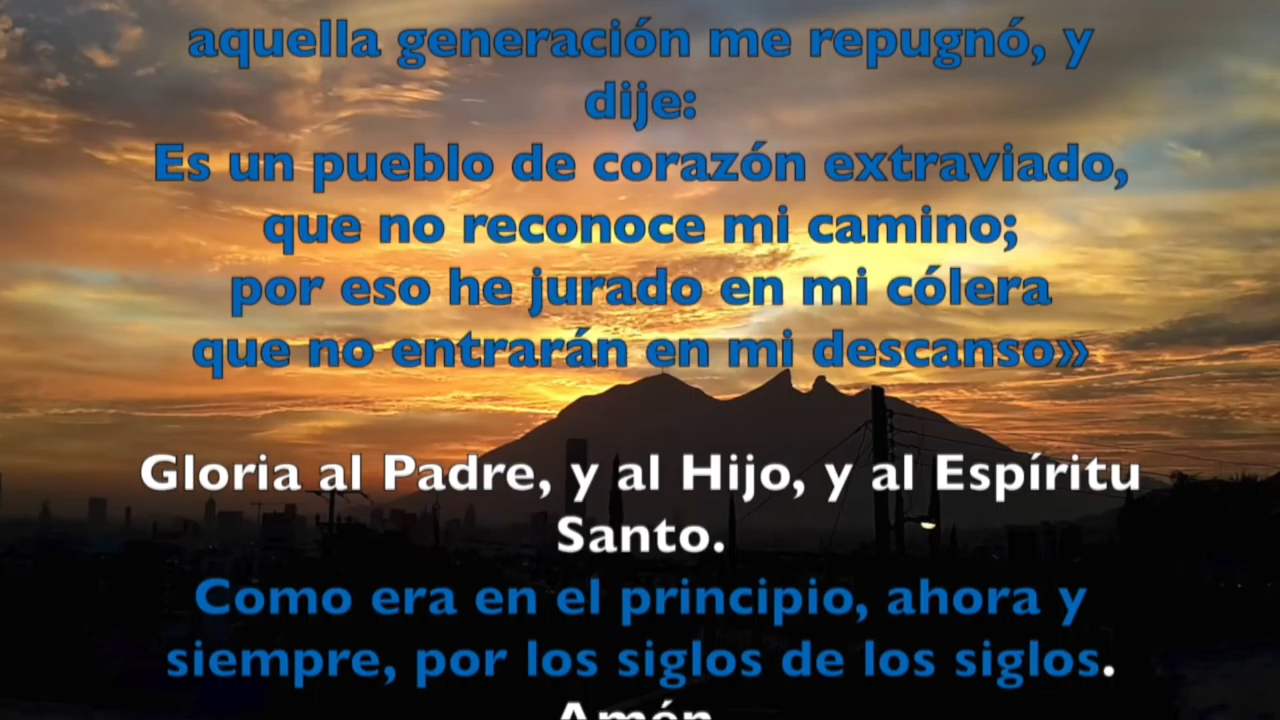 aquella generación me repugnó, y
dije:
Es un pueblo de corazón extraviado,
que no reconoce mi camino;
por eso he jurado en mi cólera
que no entrarán en mi descanso»
Gloria al Padre, y al Hijo, y al Espíritu
Santo.
Como era en el principio, ahora y
siempre, por los siglos de los siglos.
Amén